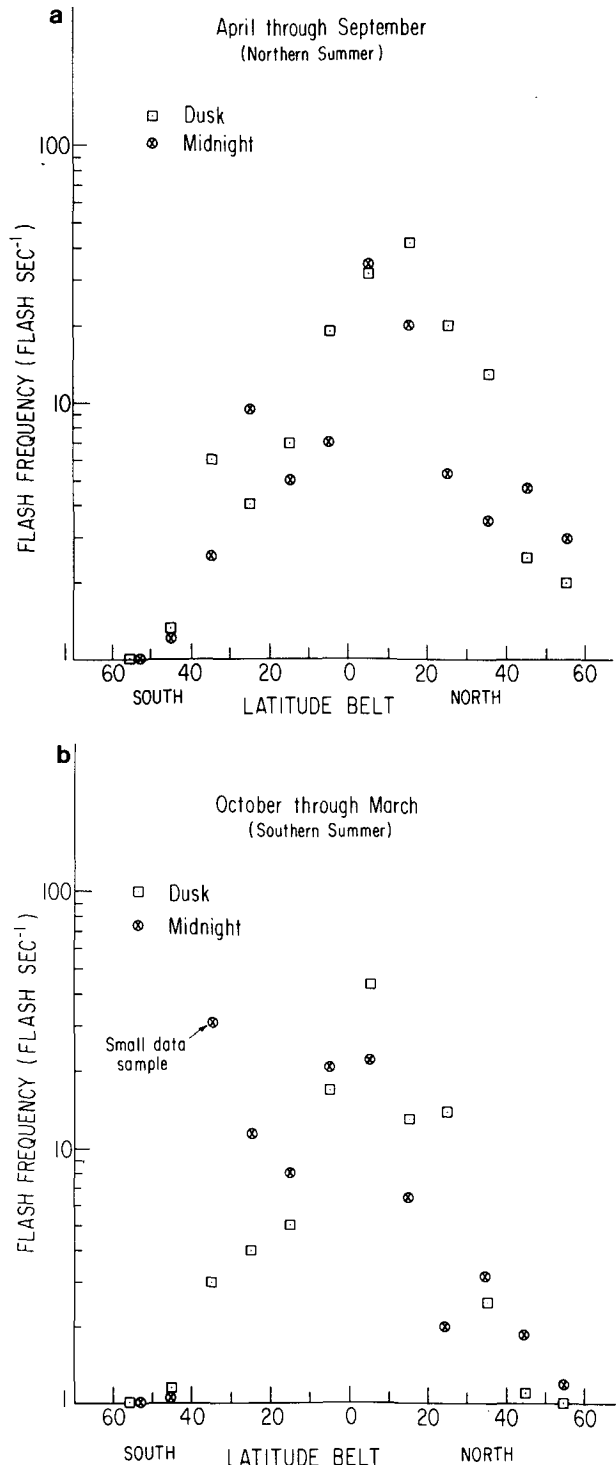 a
April through September
(Northern Summer)
Dusk
Midnight
100
10
1
FLASH FREQUENCY (FLASH SEC⁻¹)
60 40 20 0 20 40 60
SOUTH LATITUDE BELT NORTH
b
October through March
(Southern Summer)
Dusk
Midnight
100
Small data
sample
10
1
FLASH FREQUENCY (FLASH SEC⁻¹)
60 40 20 0 20 40 60
SOUTH LATITUDE BELT NORTH